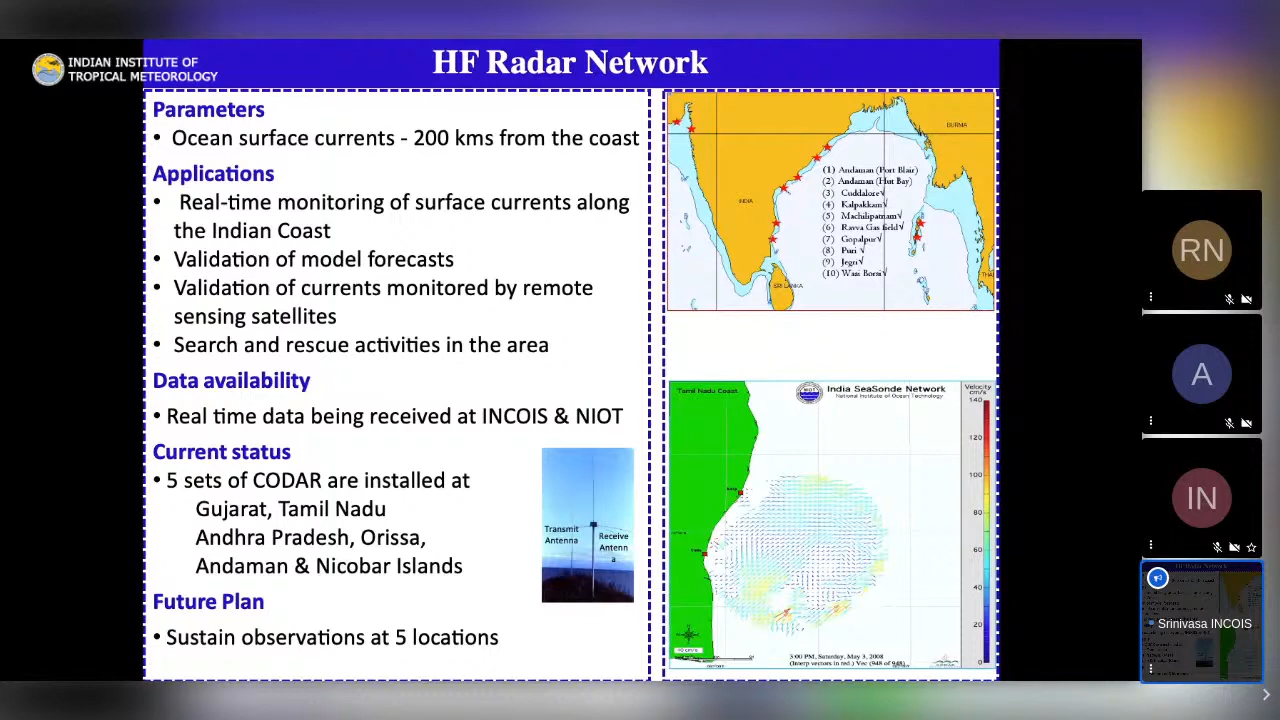 INDIAN INSTITUTE OF
TROPICAL METEOROLOGY
HF Radar Network
Parameters
• Ocean surface currents - 200 kms from the coast
Applications
• Real-time monitoring of surface currents along
the Indian Coast
• Validation of model forecasts
• Validation of currents monitored by remote
sensing satellites
• Search and rescue activities in the area
Data availability
• Real time data being received at INCOIS & NIOT
Current status
• 5 sets of CODAR are installed at
Gujarat, Tamil Nadu
Andhra Pradesh, Orissa,
Andaman & Nicobar Islands
Future Plan
• Sustain observations at 5 locations
Transmit
Antenna
Receive
Antenn
a
BURMA
INDIA
SRI LANKA
THA
(1) Andaman (Port Blair)
(2) Andaman (Hut Bay)
(3) Cuddalore√
(4) Kalpakkam√
(5) Machilipatnam√
(6) Ravva Gas field√
(7) Gopalpur√
(8) Puri √
(9) Jegri√
(10) Wasi Borsi√
Tamil Nadu Coast
India SeaSonde Network
National Institute of Ocean Technology
Velocity
cm/s
140
120
100
80
60
40
20
0
3:00 PM, Saturday, May 3, 2008
(Interp vectors in red.) Vec (948 of 948)
RN
A
IN
Srinivasa INCOIS